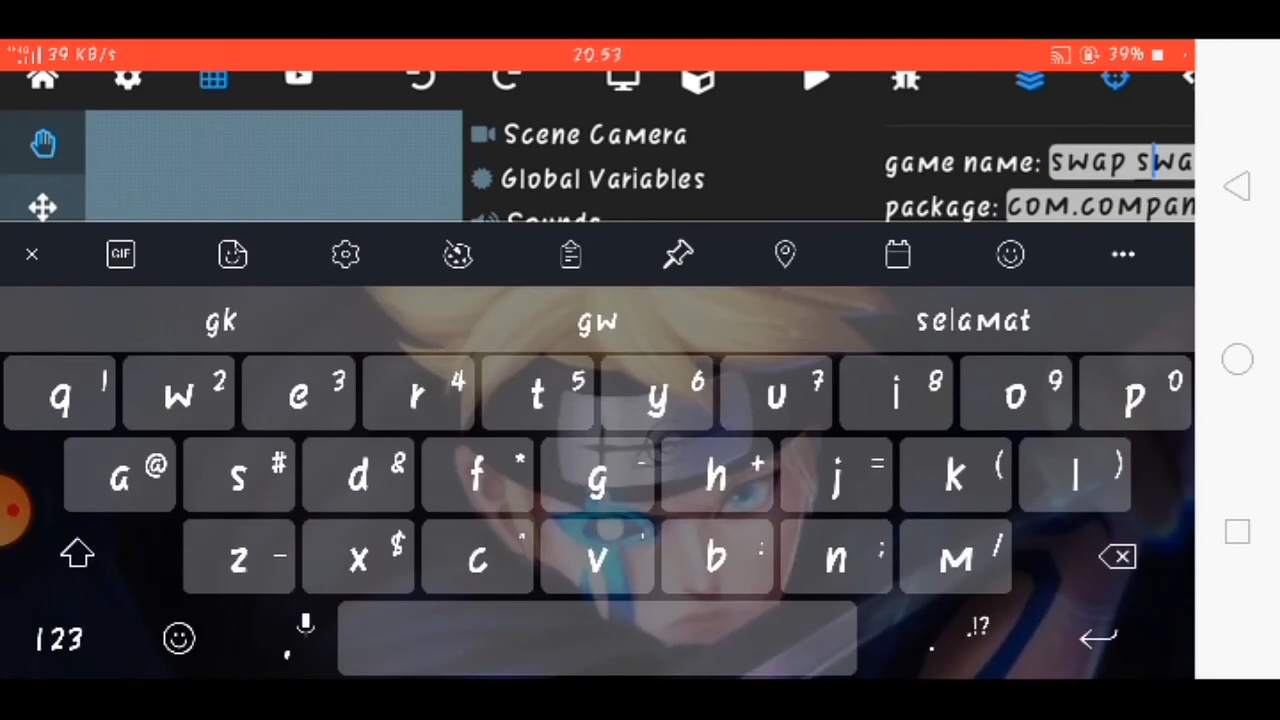 39 KB/s 20.53 39%
Scene Camera
Global Variables
game name: swap swa
package: com.compan
GIF
gk gw selamat
q 1 w 2 e 3 r 4 t 5 y 6 u 7 i 8 o 9 p 0
a @ s # d & f * g - h + j = k ( l )
z _ x $ c " v ' b : n ; m /
123 , . .!?